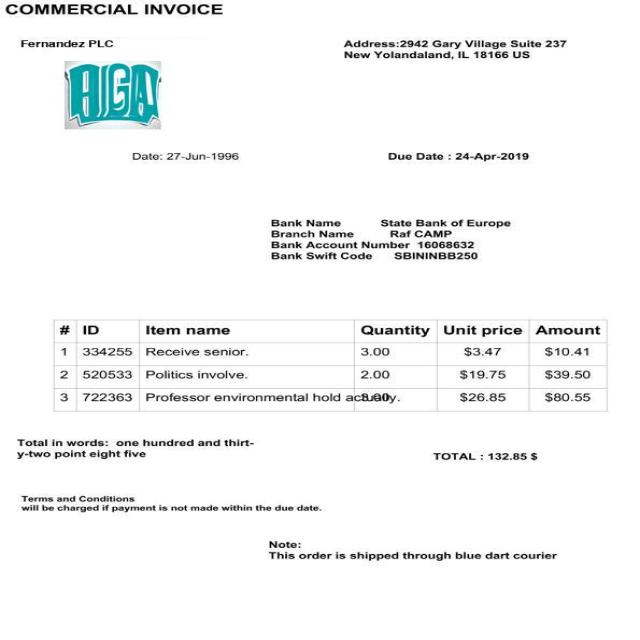 COMMERCIAL INVOICE
Fernandez PLC
Address:2942 Gary Village Suite 237
New Yolandaland, IL 18166 US
AIGA
Date: 27-Jun-1996
Due Date : 24-Apr-2019
Bank Name State Bank of Europe
Branch Name Raf CAMP
Bank Account Number 16068632
Bank Swift Code SBININBB250
# ID Item name Quantity Unit price Amount
1 334255 Receive senior. 3.00 $3.47 $10.41
2 520533 Politics involve. 2.00 $19.75 $39.50
3 722363 Professor environmental hold actually. 3.00 $26.85 $80.55
Total in words: one hundred and thirt-
y-two point eight five
TOTAL : 132.85 $
Terms and Conditions
will be charged if payment is not made within the due date.
Note:
This order is shipped through blue dart courier